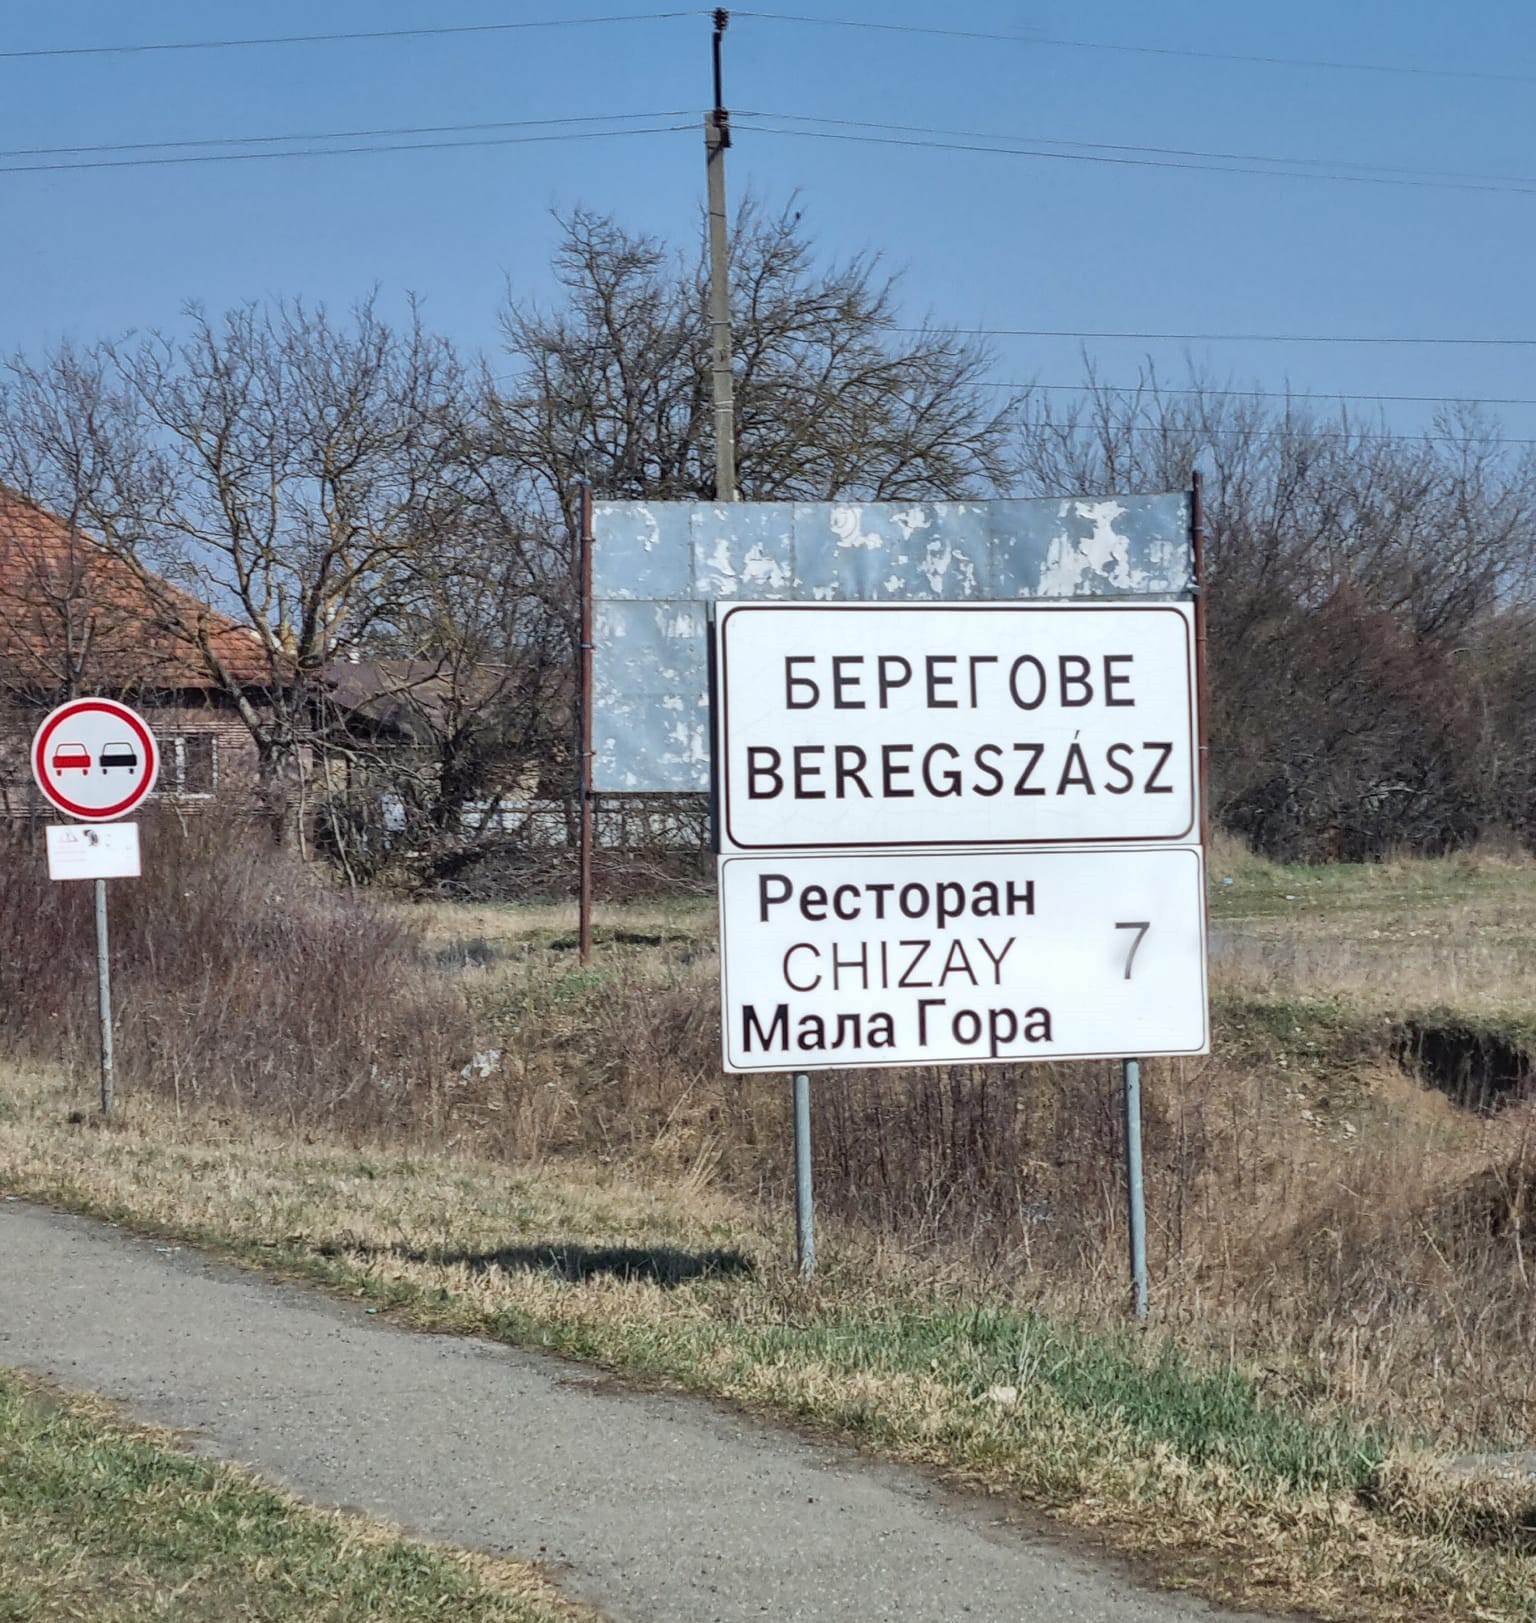 БЕРЕГОВЕ
BEREGSZÁSZ
Ресторан
CHIZAY 7
Мала Гора